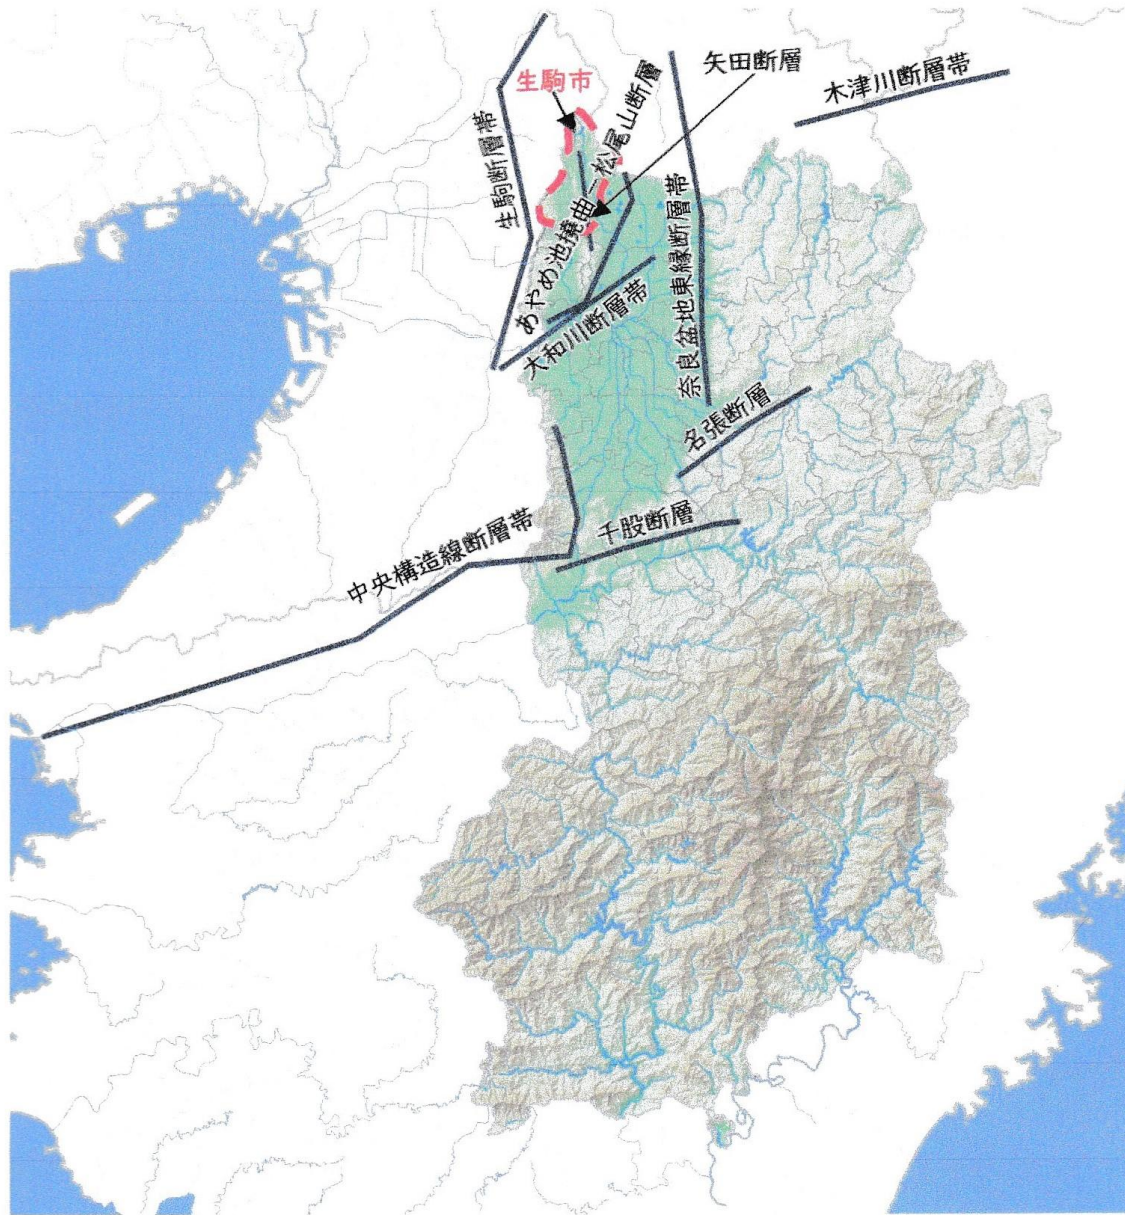 矢田断層
木津川断層帯
生駒市
生駒断層帯
あやめ池撓曲ー松尾山断層
奈良盆地東縁断層帯
大和川断層帯
名張断層
千股断層
中央構造線断層帯